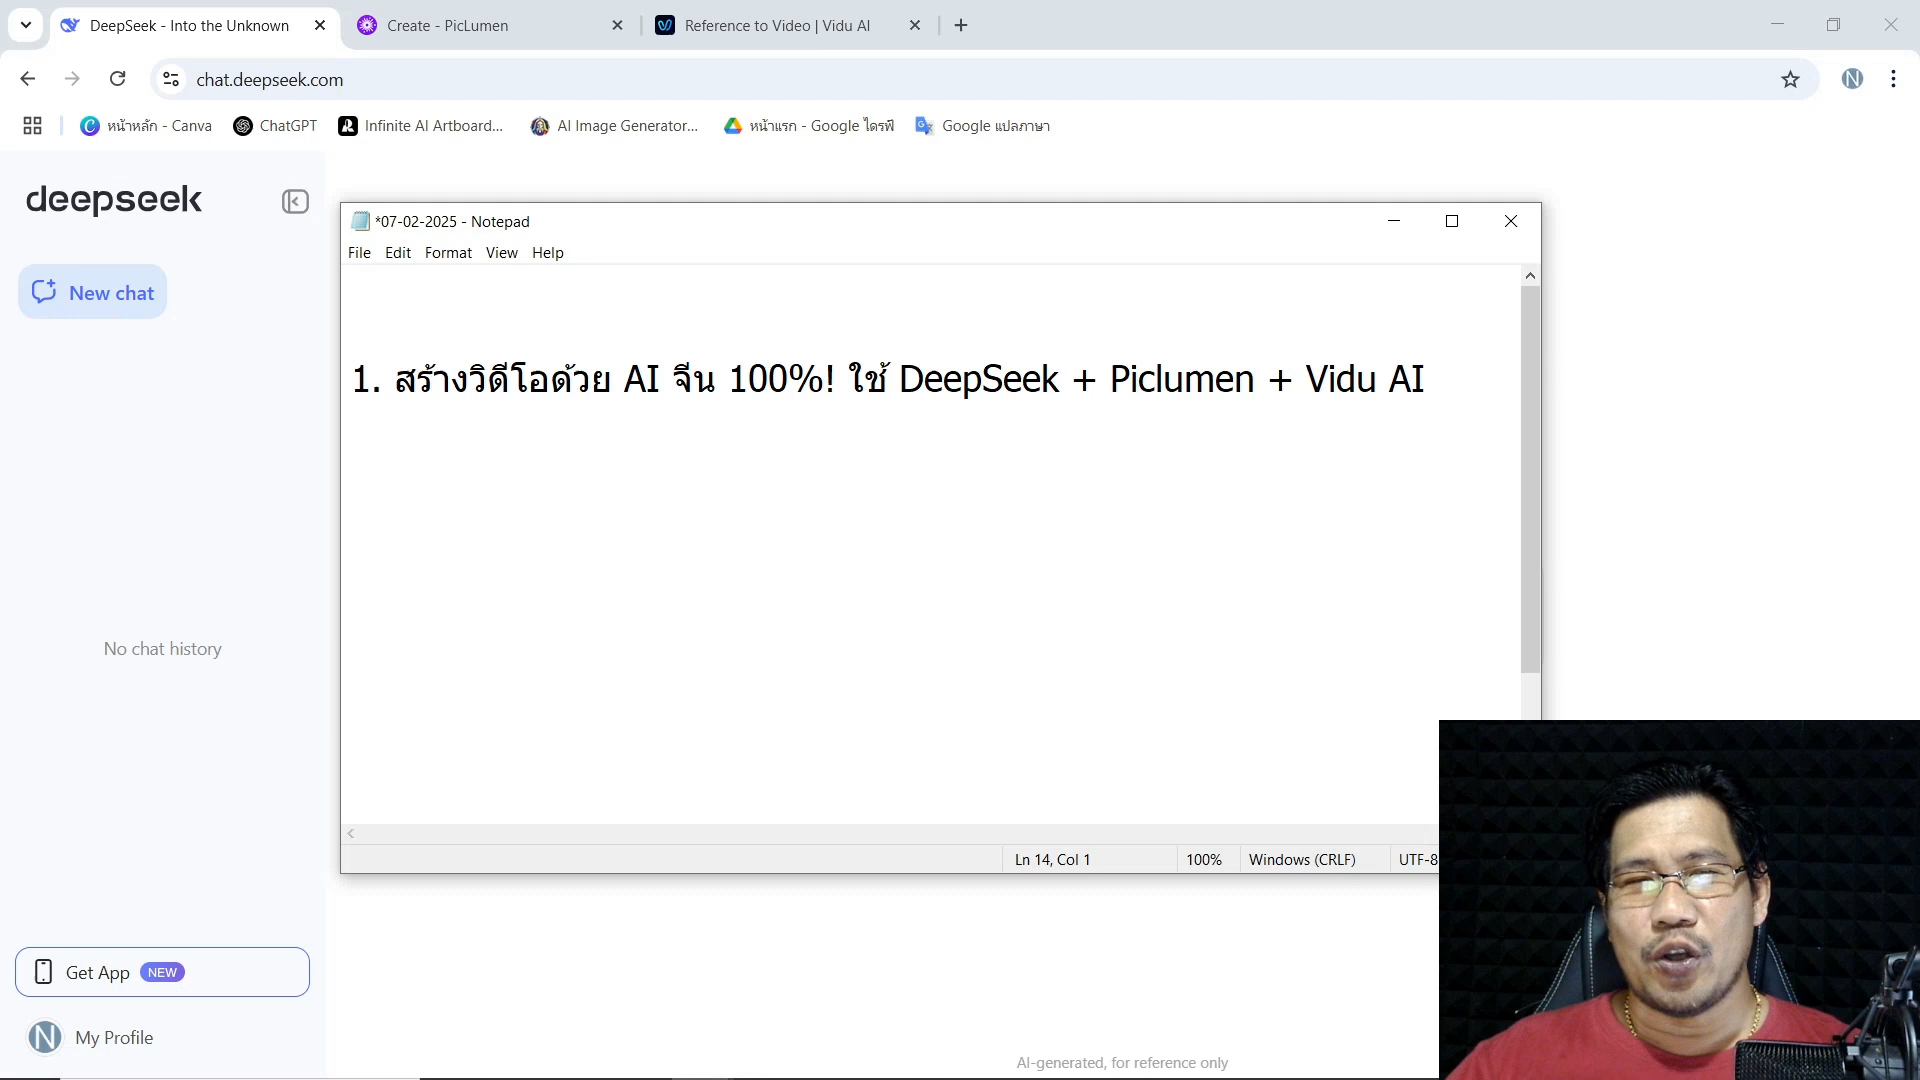 DeepSeek - Into the Unknown
Create - PicLumen
Reference to Video | Vidu AI
chat.deepseek.com
N
หน้าหลัก - Canva
ChatGPT
Infinite AI Artboard...
AI Image Generator...
หน้าแรก - Google ไดรฟ์
Google แปลภาษา
deepseek
New chat
No chat history
Get App NEW
N My Profile
*07-02-2025 - Notepad
File Edit Format View Help
1. สร้างวิดีโอด้วย AI จีน 100%! ใช้ DeepSeek + Piclumen + Vidu AI
Ln 14, Col 1 100% Windows (CRLF) UTF-8
AI-generated, for reference only